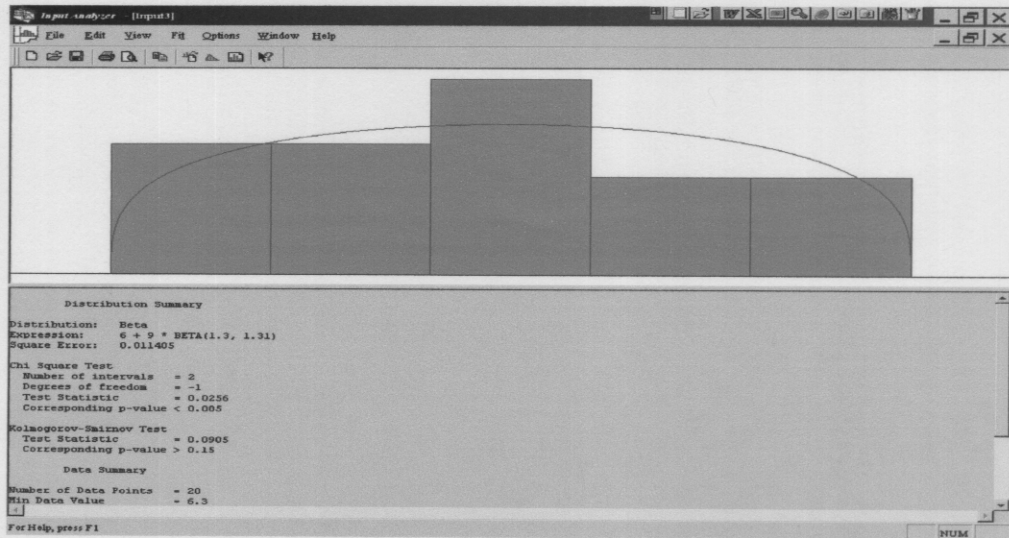 Input Analyzer - [Input3]
File Edit View Fit Options Window Help
Distribution Summary
Distribution: Beta
Expression: 6 + 9 * BETA(1.3, 1.31)
Square Error: 0.011405
Chi Square Test
Number of intervals = 2
Degrees of freedom = -1
Test Statistic = 0.0256
Corresponding p-value < 0.005
Kolmogorov-Smirnov Test
Test Statistic = 0.0905
Corresponding p-value > 0.15
Data Summary
Number of Data Points = 20
Min Data Value = 6.3
For Help, press F1
NUM